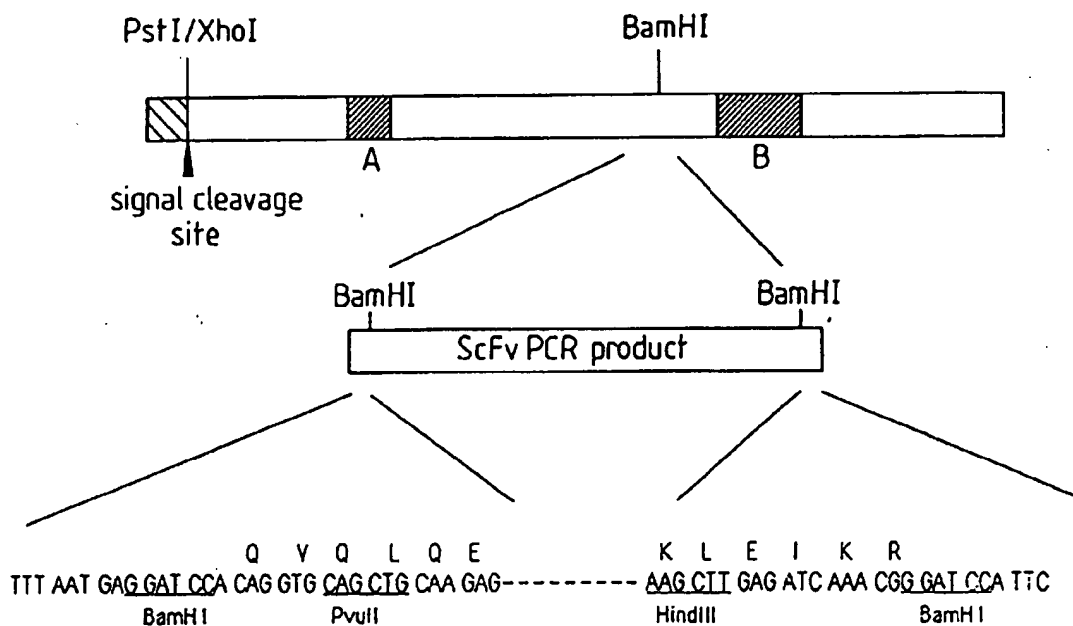 PstI/XhoI
BamHI
A
B
signal cleavage
site
BamHI
BamHI
ScFv PCR product
Q V Q L Q E
K L E I K R
TTT AAT GAG GAT CCA CAG GTG CAG CTG CAA GAG----------AAG CTT GAG ATC AAA CGG GAT CCA TTC
BamHI
PvuII
HindIII
BamHI